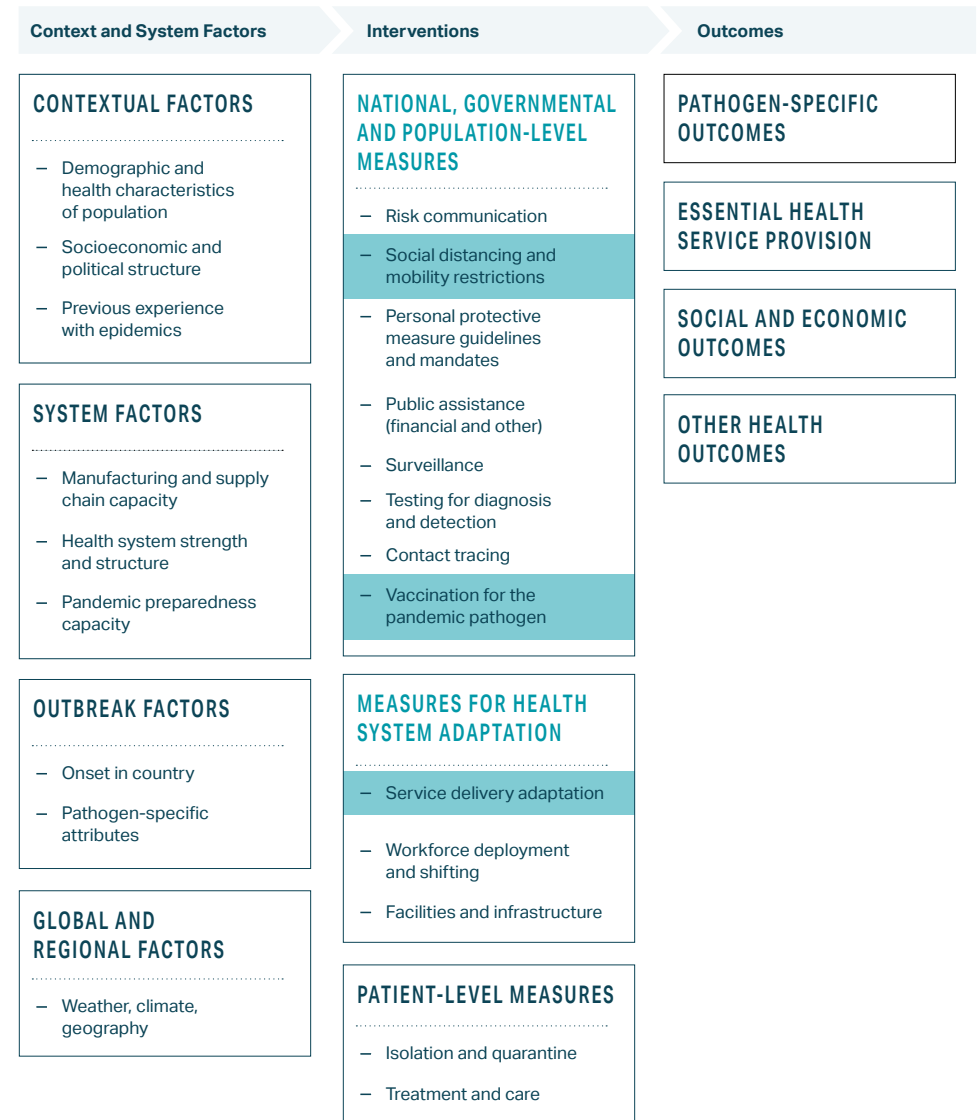 Context and System Factors
Interventions
Outcomes
CONTEXTUAL FACTORS
– Demographic and
health characteristics
of population
– Socioeconomic and
political structure
– Previous experience
with epidemics
SYSTEM FACTORS
– Manufacturing and supply
chain capacity
– Health system strength
and structure
– Pandemic preparedness
capacity
OUTBREAK FACTORS
– Onset in country
– Pathogen-specific
attributes
GLOBAL AND
REGIONAL FACTORS
– Weather, climate,
geography
NATIONAL, GOVERNMENTAL
AND POPULATION-LEVEL
MEASURES
– Risk communication
– Social distancing and
mobility restrictions
– Personal protective
measure guidelines
and mandates
– Public assistance
(financial and other)
– Surveillance
– Testing for diagnosis
and detection
– Contact tracing
– Vaccination for the
pandemic pathogen
MEASURES FOR HEALTH
SYSTEM ADAPTATION
– Service delivery adaptation
– Workforce deployment
and shifting
– Facilities and infrastructure
PATIENT-LEVEL MEASURES
– Isolation and quarantine
– Treatment and care
PATHOGEN-SPECIFIC
OUTCOMES
ESSENTIAL HEALTH
SERVICE PROVISION
SOCIAL AND ECONOMIC
OUTCOMES
OTHER HEALTH
OUTCOMES